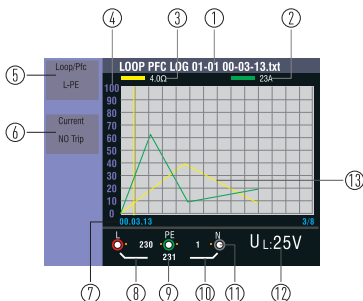 ④ ③ ① ②
LOOP PFC LOG 01-01 00-03-13.txt
4.0Ω 23A
⑤ Loop/Pfc
L-PE
⑥ Current
NO Trip
100
90
80
70
60
50
40
30
20
10
0
⑬
00.03.13 3/8
L PE N
230 1
231
UL:25V
⑦ ⑧ ⑨ ⑩ ⑪ ⑫